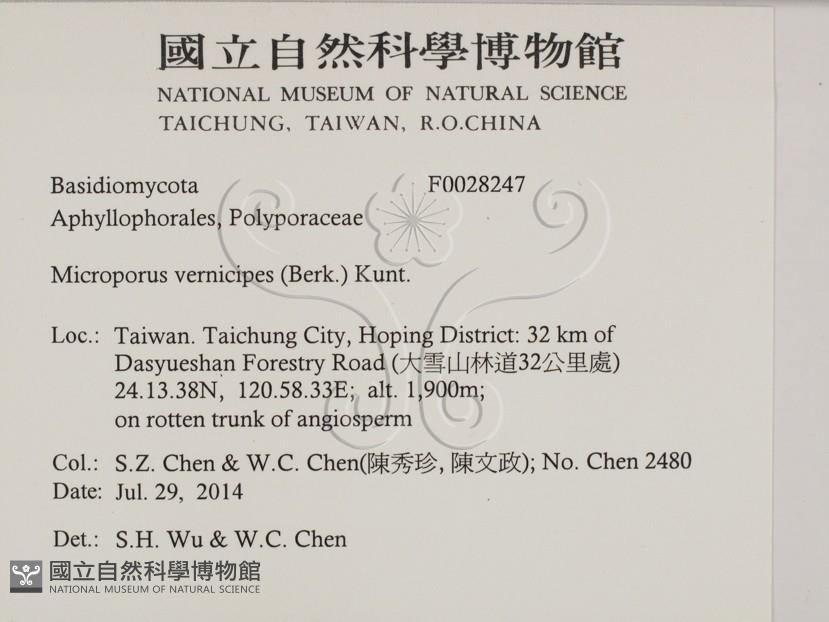 國立自然科學博物館
NATIONAL MUSEUM OF NATURAL SCIENCE
TAICHUNG, TAIWAN, R.O.CHINA
Basidiomycota F0028247
Aphyllophorales, Polyporaceae
Microporus vernicipes (Berk.) Kunt.
Loc.: Taiwan. Taichung City, Hoping District: 32 km of
Dasyueshan Forestry Road (大雪山林道32公里處)
24.13.38N, 120.58.33E; alt. 1,900m;
on rotten trunk of angiosperm
Col.: S.Z. Chen & W.C. Chen(陳秀珍, 陳文政); No. Chen 2480
Date: Jul. 29, 2014
Det.: S.H. Wu & W.C. Chen
國立自然科學博物館
NATIONAL MUSEUM OF NATURAL SCIENCE